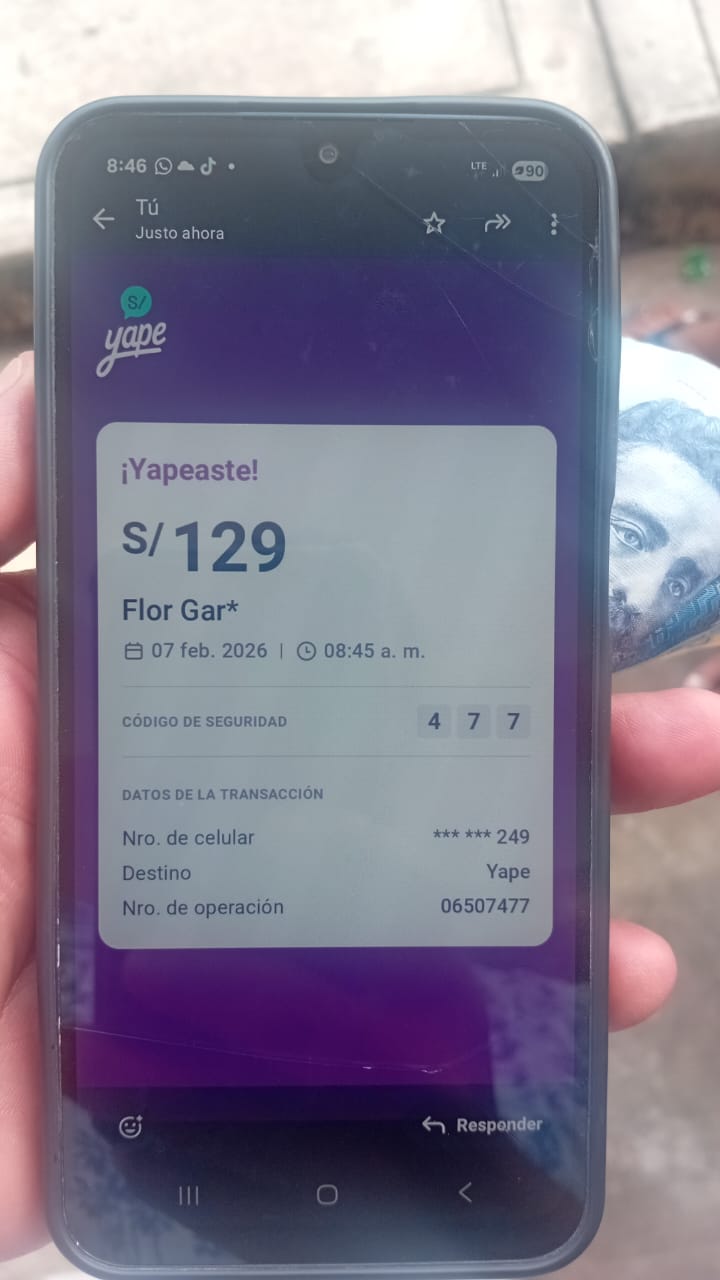 8:46
LTE
90
Tú
Justo ahora
S/
yape
¡Yapeaste!
S/ 129
Flor Gar*
07 feb. 2026 | 08:45 a. m.
CÓDIGO DE SEGURIDAD 4 7 7
DATOS DE LA TRANSACCIÓN
Nro. de celular *** *** 249
Destino Yape
Nro. de operación 06507477
Responder